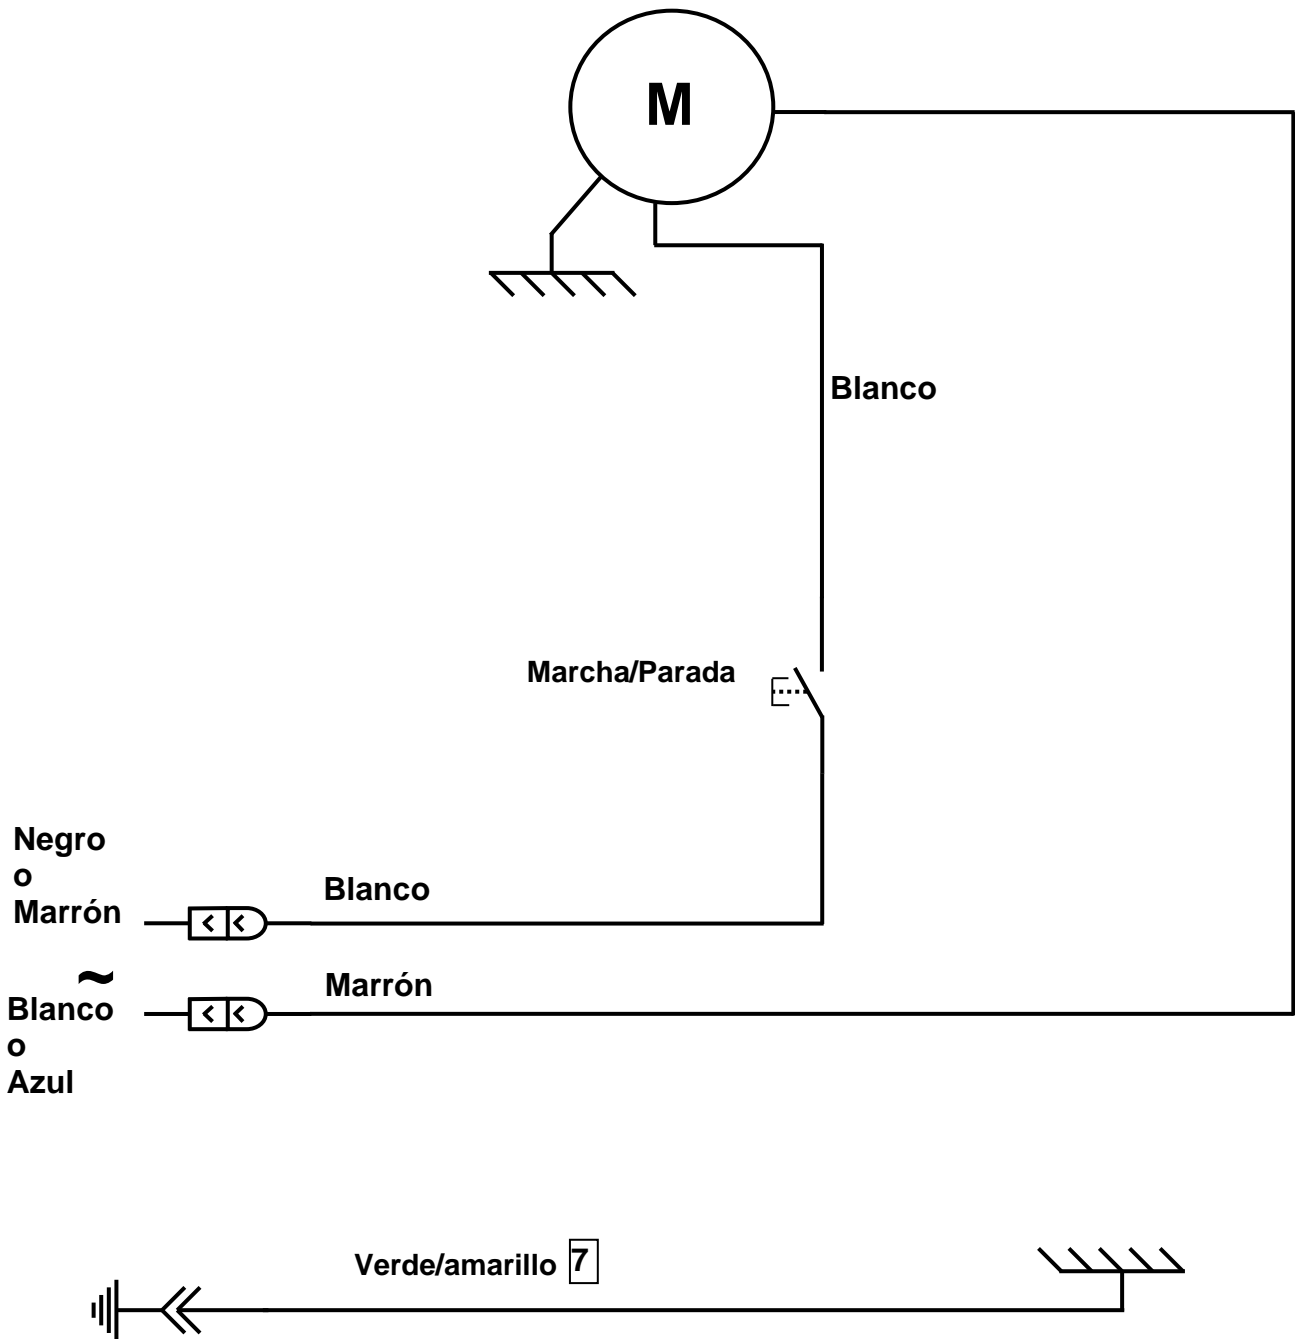 M
Blanco
Marcha/Parada
Negro
o
Marrón
Blanco
~
Marrón
Blanco
o
Azul
Verde/amarillo 7